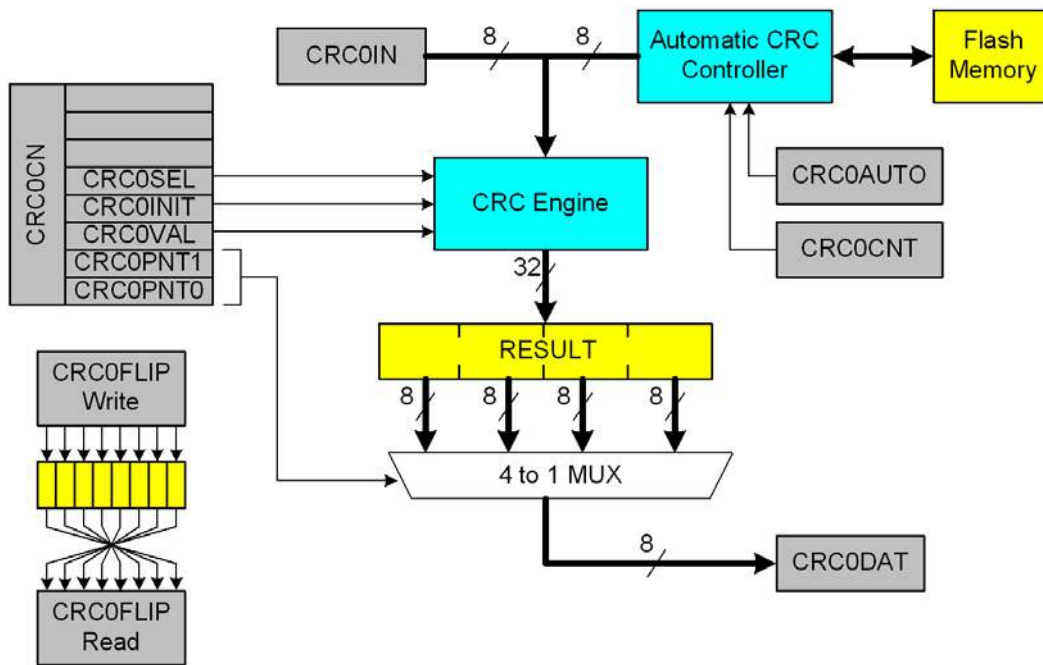 CRC0IN
8
8
Automatic CRC
Controller
Flash
Memory
CRC0CN
CRC0SEL
CRC0INIT
CRC0VAL
CRC0PNT1
CRC0PNT0
CRC Engine
CRC0AUTO
CRC0CNT
32
RESULT
8
8
8
8
4 to 1 MUX
8
CRC0DAT
CRC0FLIP
Write
CRC0FLIP
Read